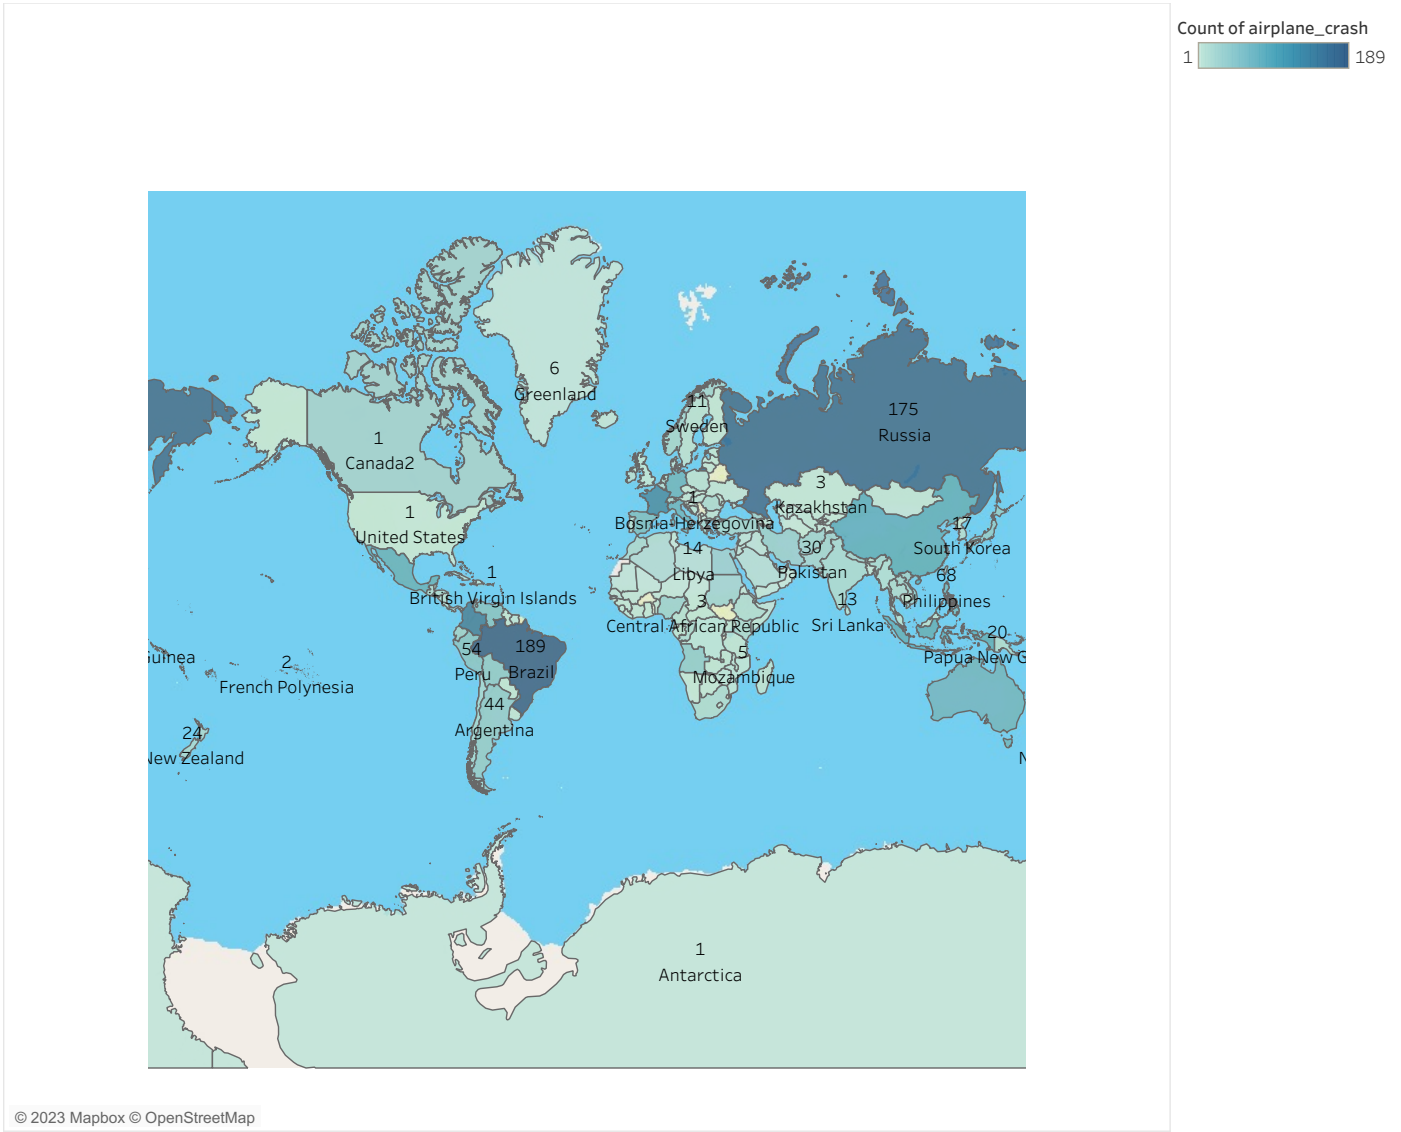 Count of airplane_crash
1 189
6
Greenland
11
Sweden
175
Russia
1
Canada2
3
Kazakhstan
1
Bosnia-Herzegovina
1
United States
17
South Korea
14
Libya
30
Pakistan
1
British Virgin Islands
68
Philippines
3
Central African Republic
13
Sri Lanka
20
Papua New G
Guinea
54
Peru
189
Brazil
5
Mozambique
2
French Polynesia
44
Argentina
24
New Zealand
N
1
Antarctica
© 2023 Mapbox © OpenStreetMap